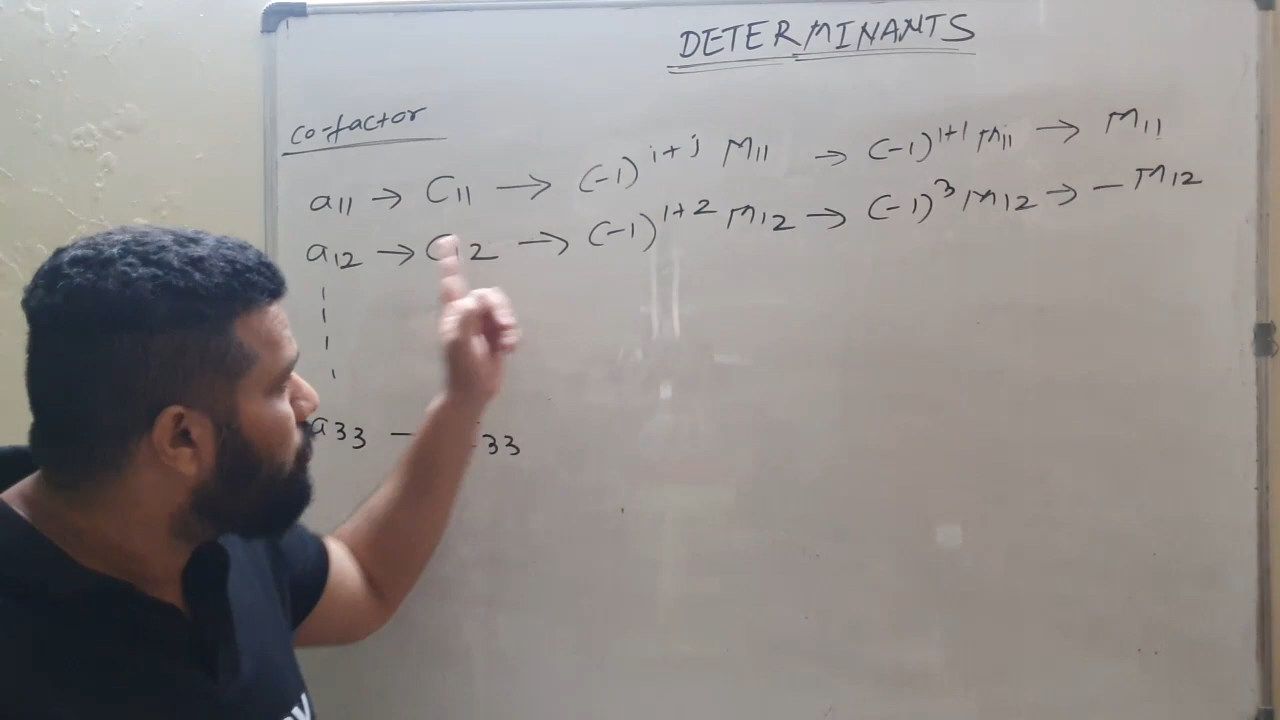 DETERMINANTS
co-factor
a11 → C11 → (-1)^i+j M11 → (-1)^1+1 M11 → M11
a12 → C12 → (-1)^1+2 M12 → (-1)^3 M12 → -M12
a33 - 33